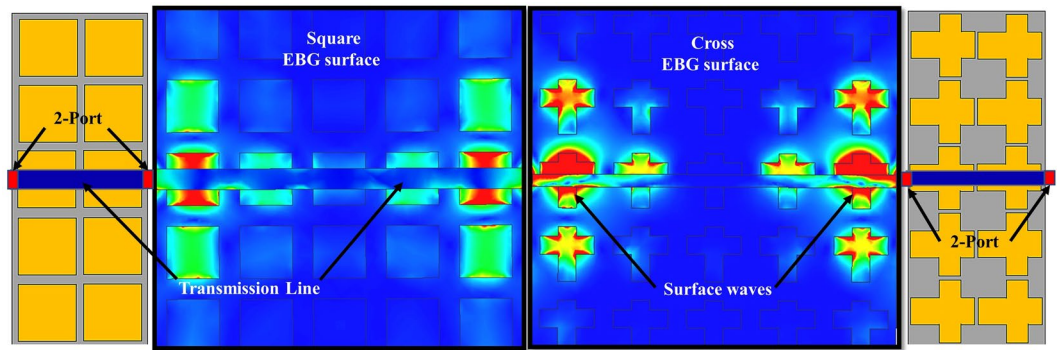 2-Port
Square
EBG surface
Transmission Line
Cross
EBG surface
Surface waves
2-Port